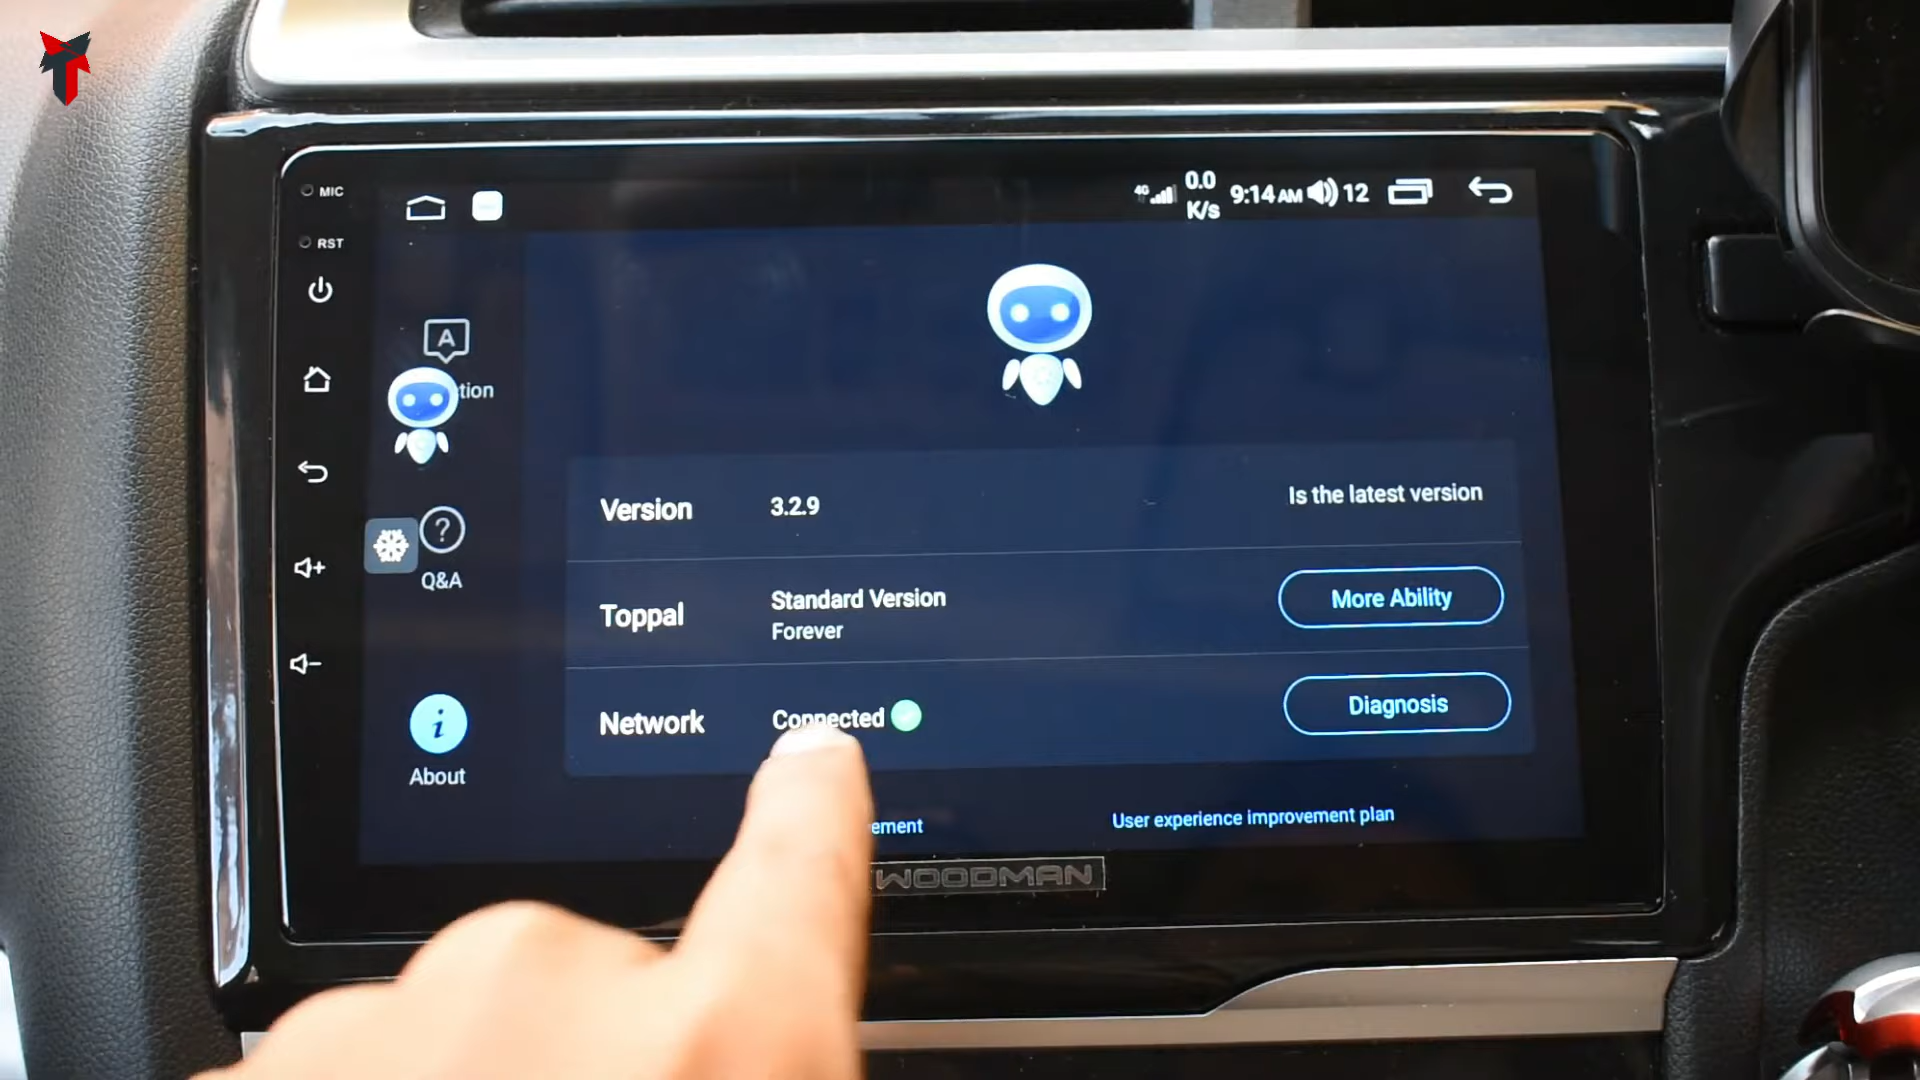 MIC
RST
4G
0.0
K/s
9:14 AM
12
A
tion
?
Q&A
i
About
Version 3.2.9 Is the latest version
Toppal Standard Version
Forever
More Ability
Network Connected Diagnosis
ement User experience improvement plan
WOODMAN